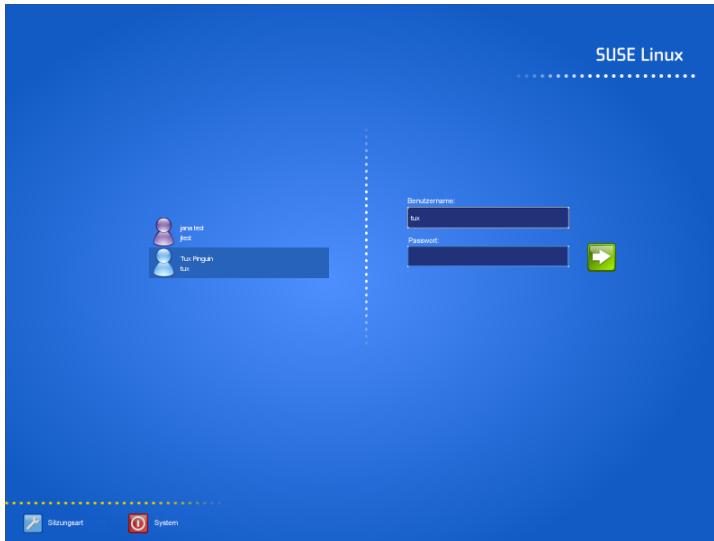 SUSE Linux
jana test
jtest
Tux Pinguin
tux
Benutzername:
tux
Passwort:
Sitzungsart
System